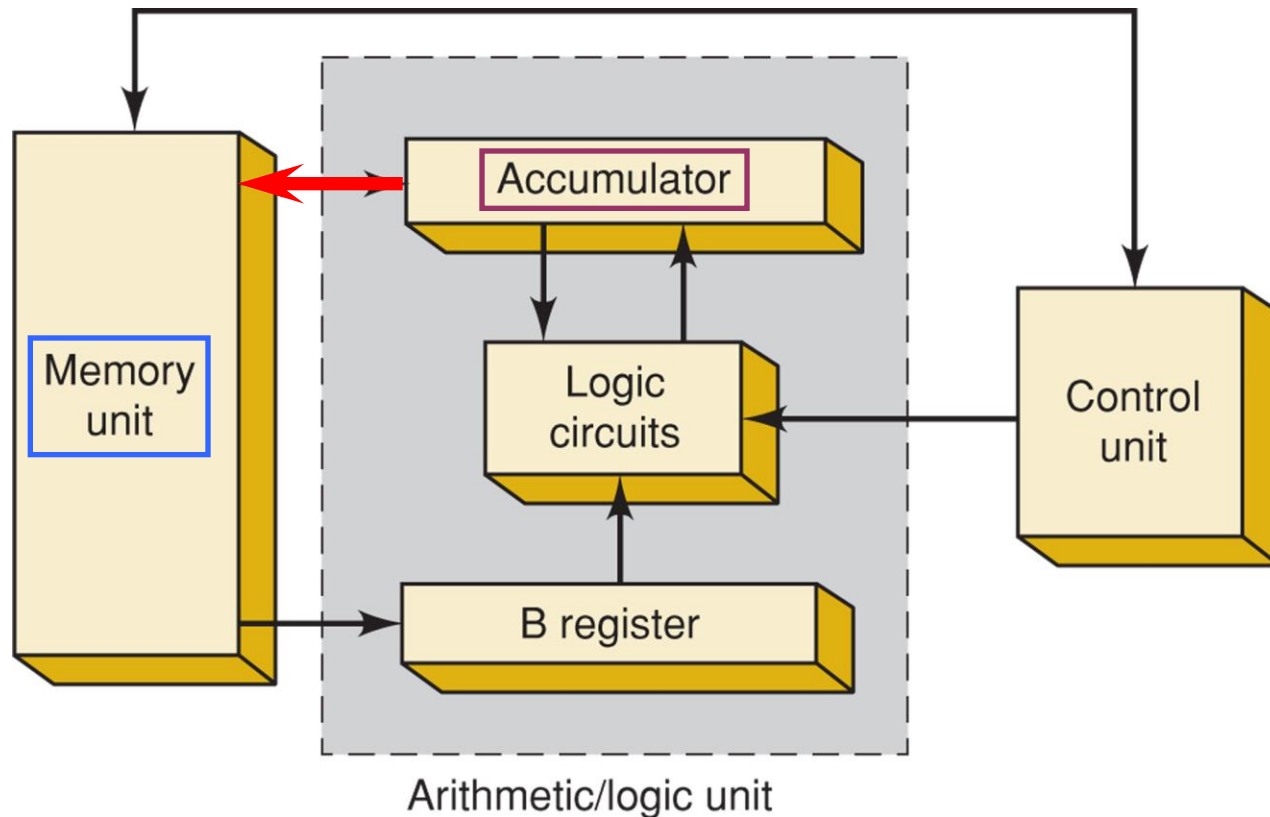 Accumulator
Memory
unit
Logic
circuits
Control
unit
B register
Arithmetic/logic unit